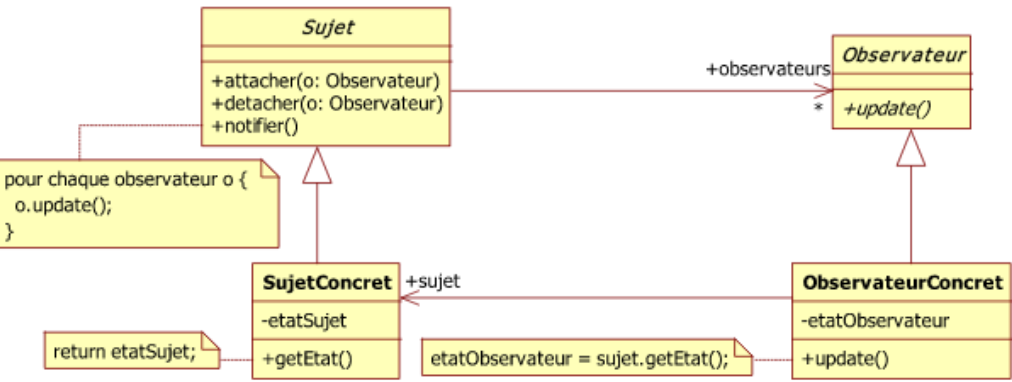 Sujet
+attacher(o: Observateur)
+detacher(o: Observateur)
+notifier()
+observateurs
*
Observateur
+update()
pour chaque observateur o {
o.update();
}
SujetConcret
-etatSujet
+getEtat()
return etatSujet;
+sujet
ObservateurConcret
-etatObservateur
+update()
etatObservateur = sujet.getEtat();